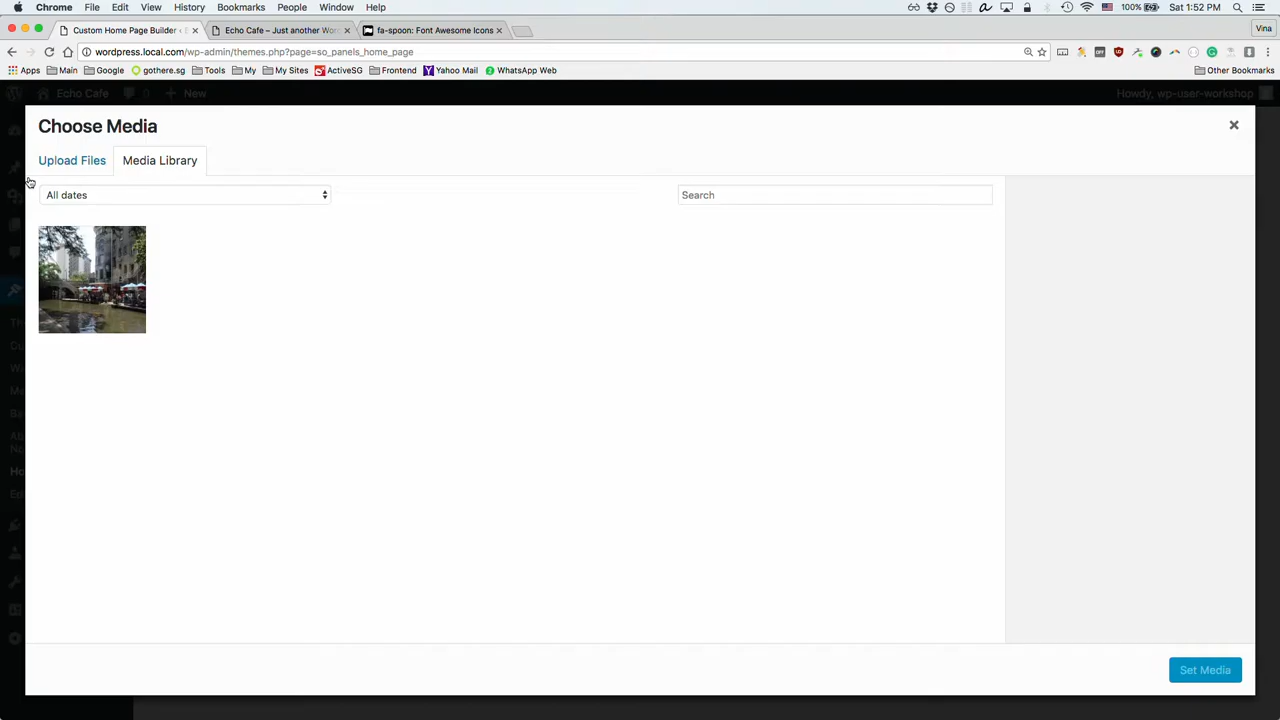 Chrome File Edit View History Bookmarks People Window Help 100% Sat 1:52 PM
Custom Home Page Builder ‹ E × Echo Cafe – Just another Wor × fa-spoon: Font Awesome Icons × Vina
wordpress.local.com/wp-admin/themes.php?page=so_panels_home_page
Apps Main Google gothere.sg Tools My My Sites ActiveSG Frontend Yahoo Mail WhatsApp Web Other Bookmarks
Echo Cafe 0 New Howdy, wp-user-workshop
Choose Media
Upload Files Media Library
All dates Search
Set Media